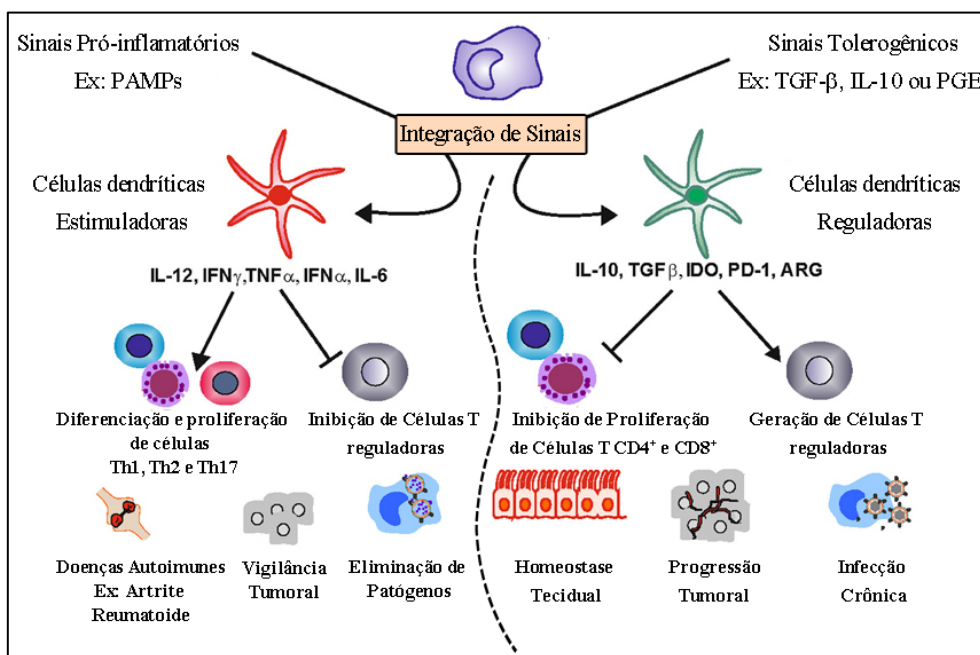 Sinais Pró-inflamatórios
Ex: PAMPs
Sinais Tolerogênicos
Ex: TGF-β, IL-10 ou PGE
Integração de Sinais
Células dendríticas
Estimuladoras
Células dendríticas
Reguladoras
IL-12, IFNγ,TNFα, IFNα, IL-6
IL-10, TGFβ, IDO, PD-1, ARG
Diferenciação e proliferação
de células
Th1, Th2 e Th17
Inibição de Células T
reguladoras
Inibição de Proliferação
de Células T CD4⁺ e CD8⁺
Geração de Células T
reguladoras
Doenças Autoimunes
Ex: Artrite
Reumatoide
Vigilância
Tumoral
Eliminação de
Patógenos
Homeostase
Tecidual
Progressão
Tumoral
Infecção
Crônica